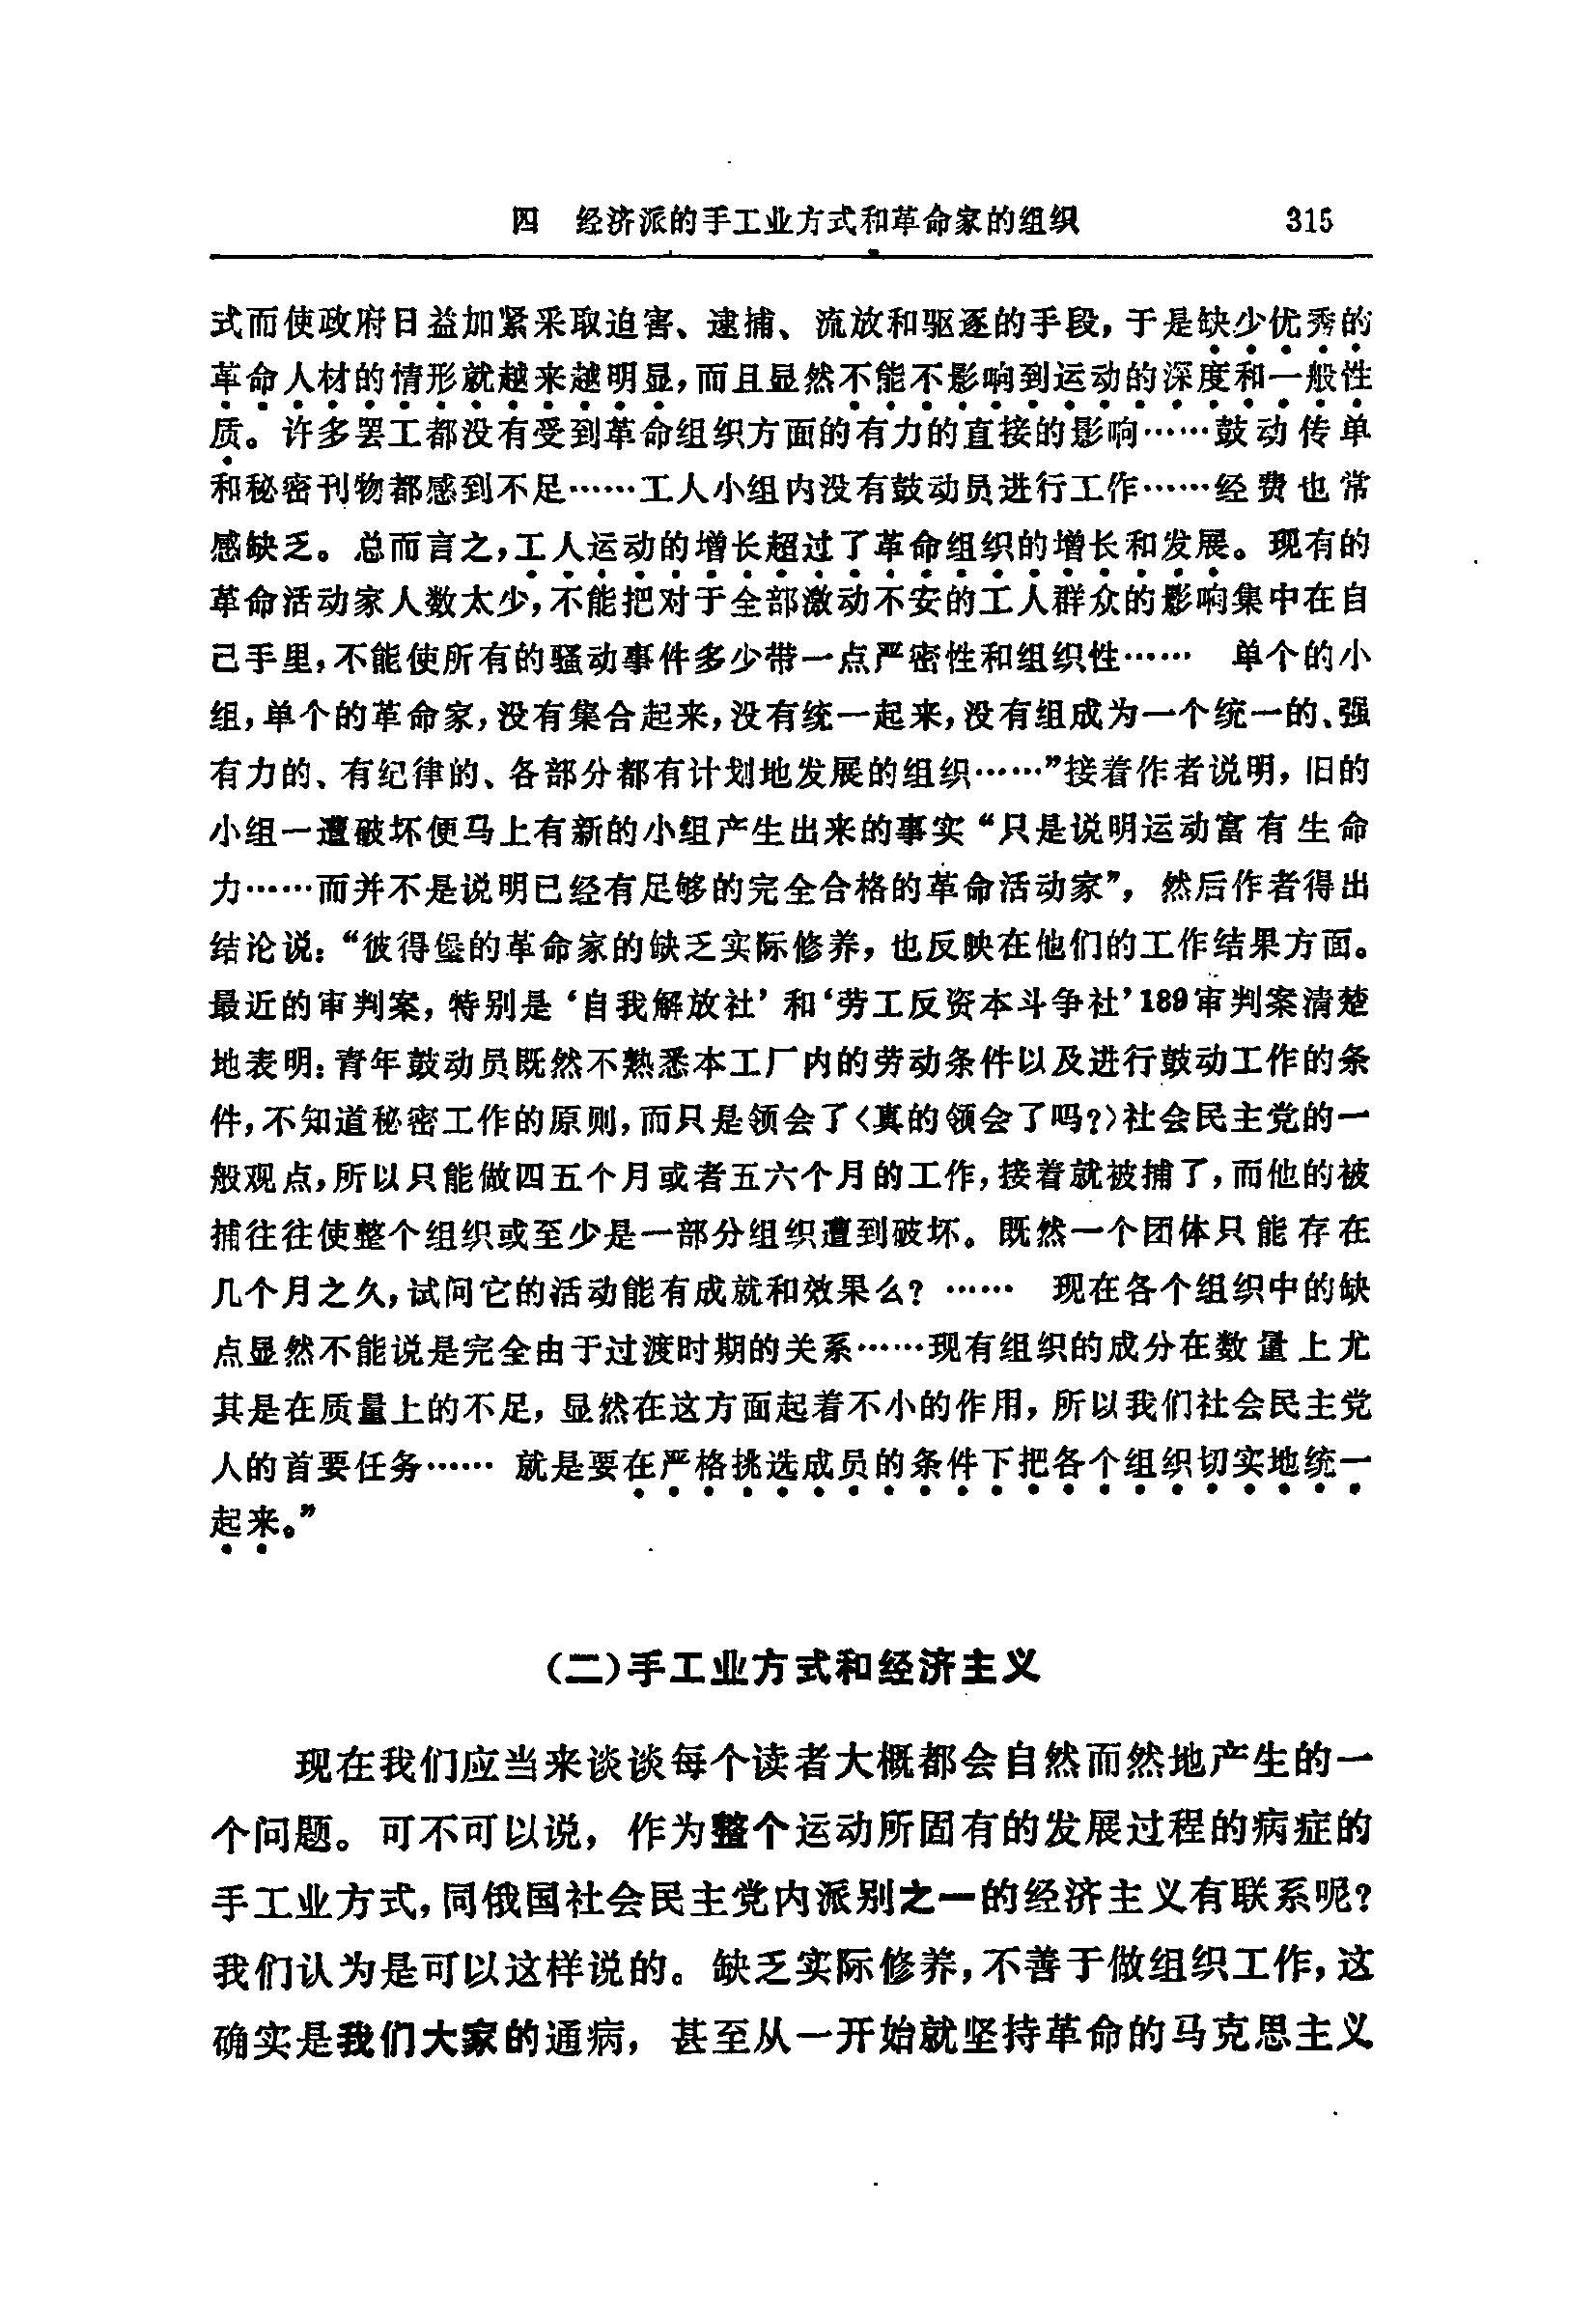 四 经济派的手工业方式和革命家的组织 315
式而使政府日益加紧采取迫害、逮捕、流放和驱逐的手段，于是缺少优秀的
革命人材的情形就越来越明显，而且显然不能不影响到运动的深度和一般性
质。许多罢工都没有受到革命组织方面的有力的直接的影响……鼓动传单
和秘密刊物都感到不足……工人小组内没有鼓动员进行工作……经费也常
感缺乏。总而言之，工人运动的增长超过了革命组织的增长和发展。现有的
革命活动家人数太少，不能把对于全部激动不安的工人群众的影响集中在自
己手里，不能使所有的骚动事件多少带一点严密性和组织性…… 单个的小
组，单个的革命家，没有集合起来，没有统一起来，没有组成为一个统一的、强
有力的、有纪律的、各部分都有计划地发展的组织……”接着作者说明，旧的
小组一遭破坏便马上有新的小组产生出来的事实“只是说明运动富有生命
力……而并不是说明已经有足够的完全合格的革命活动家”，然后作者得出
结论说：“彼得堡的革命家的缺乏实际修养，也反映在他们的工作结果方面。
最近的审判案，特别是‘自我解放社’和‘劳工反资本斗争社’189审判案清楚
地表明：青年鼓动员既然不熟悉本工厂内的劳动条件以及进行鼓动工作的条
件，不知道秘密工作的原则，而只是领会了〈真的领会了吗？〉社会民主党的一
般观点，所以只能做四五个月或者五六个月的工作，接着就被捕了，而他的被
捕往往使整个组织或至少是一部分组织遭到破坏。既然一个团体只能存在
几个月之久，试问它的活动能有成就和效果么？…… 现在各个组织中的缺
点显然不能说是完全由于过渡时期的关系……现有组织的成分在数量上尤
其是在质量上的不足，显然在这方面起着不小的作用，所以我们社会民主党
人的首要任务…… 就是要在严格挑选成员的条件下把各个组织切实地统一
起来。”
（二）手工业方式和经济主义
现在我们应当来谈谈每个读者大概都会自然而然地产生的一
个问题。可不可以说，作为整个运动所固有的发展过程的病症的
手工业方式，同俄国社会民主党内派别之一的经济主义有联系呢？
我们认为是可以这样说的。缺乏实际修养，不善于做组织工作，这
确实是我们大家的通病，甚至从一开始就坚持革命的马克思主义